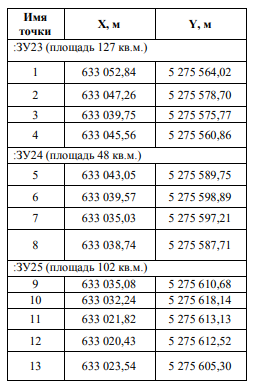 Имя точки X, м Y, м
:ЗУ23 (площадь 127 кв.м.)
1 633 052,84 5 275 564,02
2 633 047,26 5 275 578,70
3 633 039,75 5 275 575,77
4 633 045,56 5 275 560,86
:ЗУ24 (площадь 48 кв.м.)
5 633 043,05 5 275 589,75
6 633 039,57 5 275 598,89
7 633 035,03 5 275 597,21
8 633 038,74 5 275 587,71
:ЗУ25 (площадь 102 кв.м.)
9 633 035,08 5 275 610,68
10 633 032,24 5 275 618,14
11 633 021,82 5 275 613,13
12 633 020,43 5 275 612,52
13 633 023,54 5 275 605,30